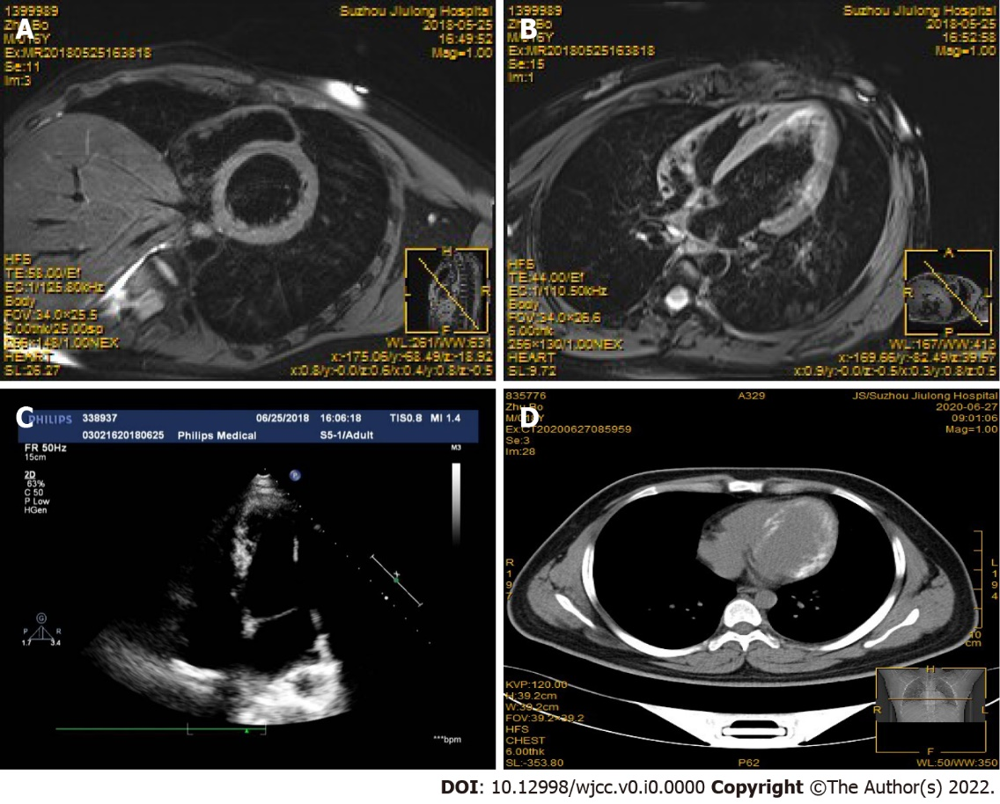 A
1399989
M/016Y
Ex:MR20180525163818
Se:11
Im:3
Suzhou Jiulong Hospital
2018-05-25
16:49:52
Mag=1.00
HFS
TE:58.00/Ef
EC:1/125.80kHz
Body
FOV:34.0×25.5
5.00thk/25.00sp
256×148/1.00NEX
HEART
SL:26.27
H
L
R
F
WL:261/WW:631
x:-175.06/y:-68.49/z:-18.92
x:0.8/y:-0.0/z:0.6/x:0.4/y:0.8/z:-0.5
B
1399989
M/016Y
Ex:MR20180525163818
Se:15
Im:1
Suzhou Jiulong Hospital
2018-05-25
16:52:58
Mag=1.00
HFS
TE:44.00/Ef
EC:1/110.50kHz
Body
FOV:34.0×26.6
6.00thk
256×130/1.00NEX
HEART
SL:9.72
A
R
L
P
WL:167/WW:413
x:-169.66/y:-82.49/z:39.57
x:0.9/y:-0.0/z:-0.5/x:0.3/y:0.8/z:-0.5
C
PHILIPS
338937
06/25/2018
16:06:18
TIS0.8
MI 1.4
03021620180625
Philips Medical
S5-1/Adult
FR 50Hz
15cm
M3
2D
63%
C 50
P Low
HGen
P
G
P R
1.7 3.4
***bpm
D
835776
A329
JS/Suzhou Jiulong Hospital
Zhu Bo
2020-06-27
09:01:06
Ex:CT20200627085959
Mag=1.00
Se:3
Im:28
R
1
9
L
1
9
4
10
cm
KVP:120.00
H:39.2cm
W:39.2cm
FOV:39.2×39.2
HFS
CHEST
6.00thk
SL:-353.80
P62
H
R
L
F
WL:50/WW:350
DOI: 10.12998/wjcc.v0.i0.0000 Copyright ©The Author(s) 2022.